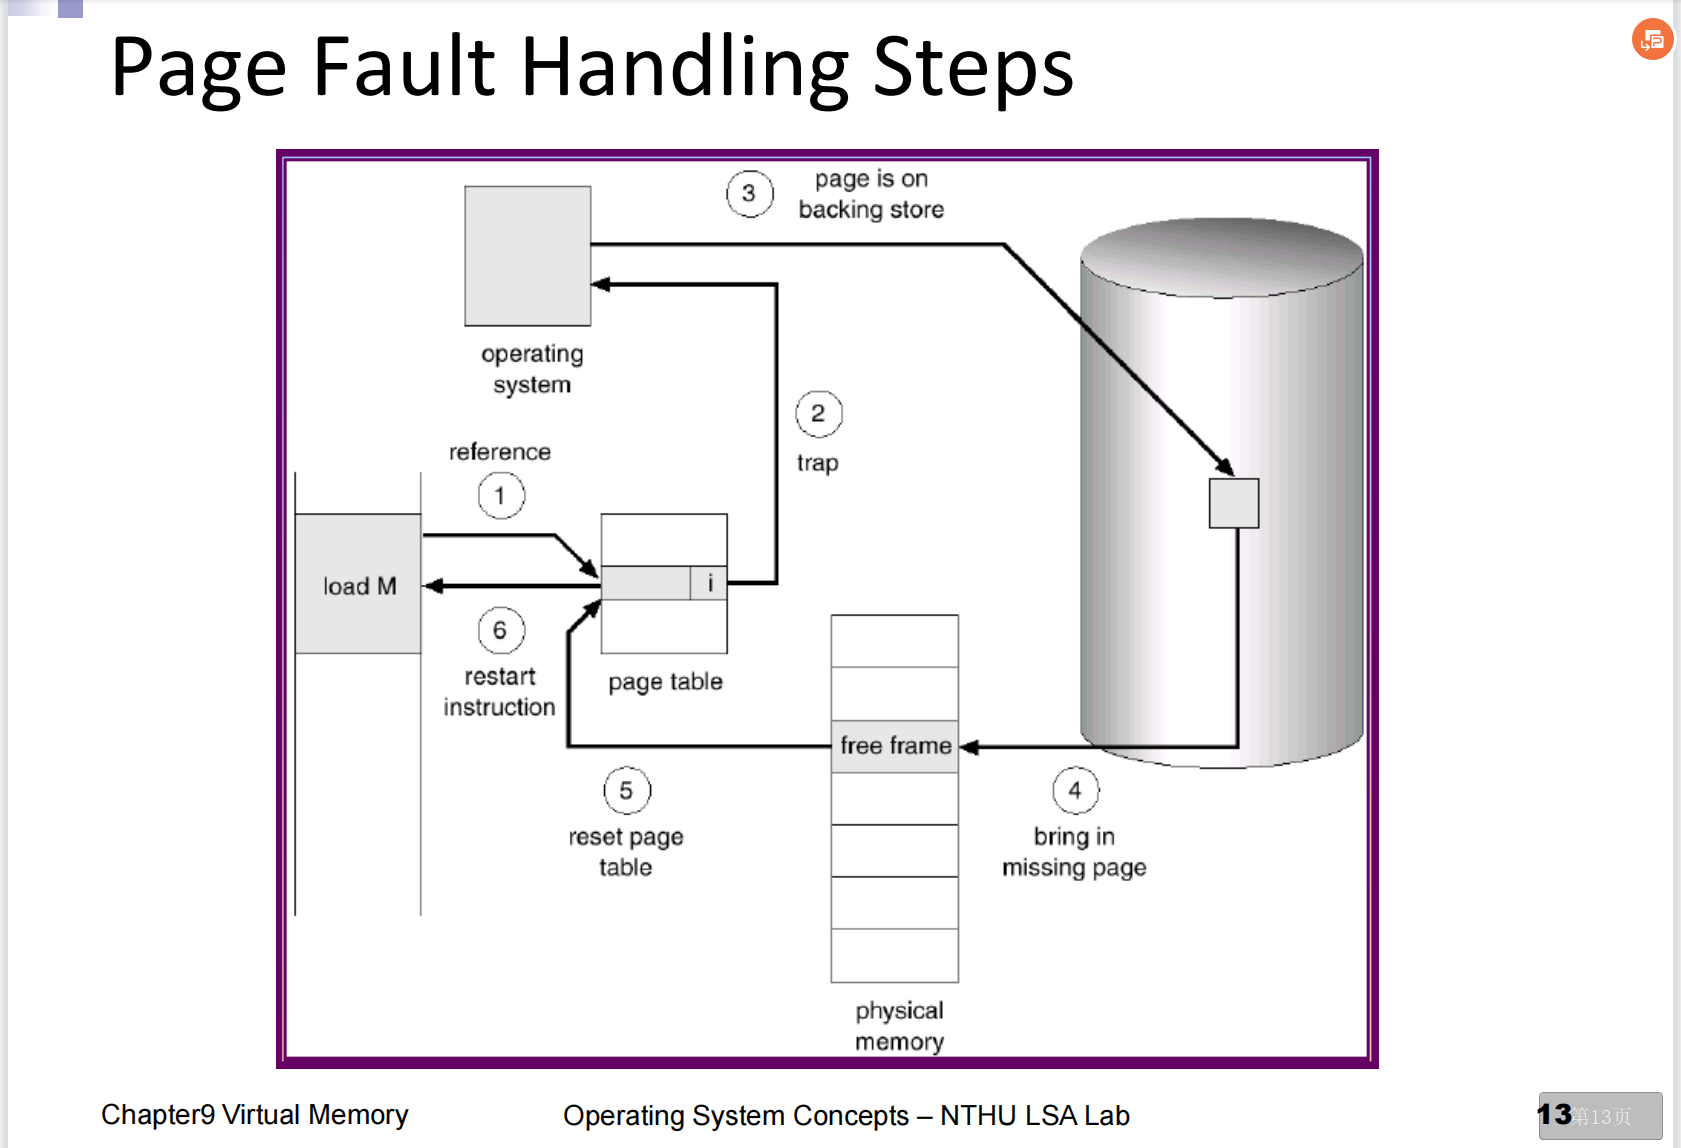 Page Fault Handling Steps
3
page is on
backing store
operating
system
2
trap
reference
1
load M
i
6
restart
instruction
page table
free frame
5
reset page
table
4
bring in
missing page
physical
memory
Chapter9 Virtual Memory
Operating System Concepts – NTHU LSA Lab
13
第13页